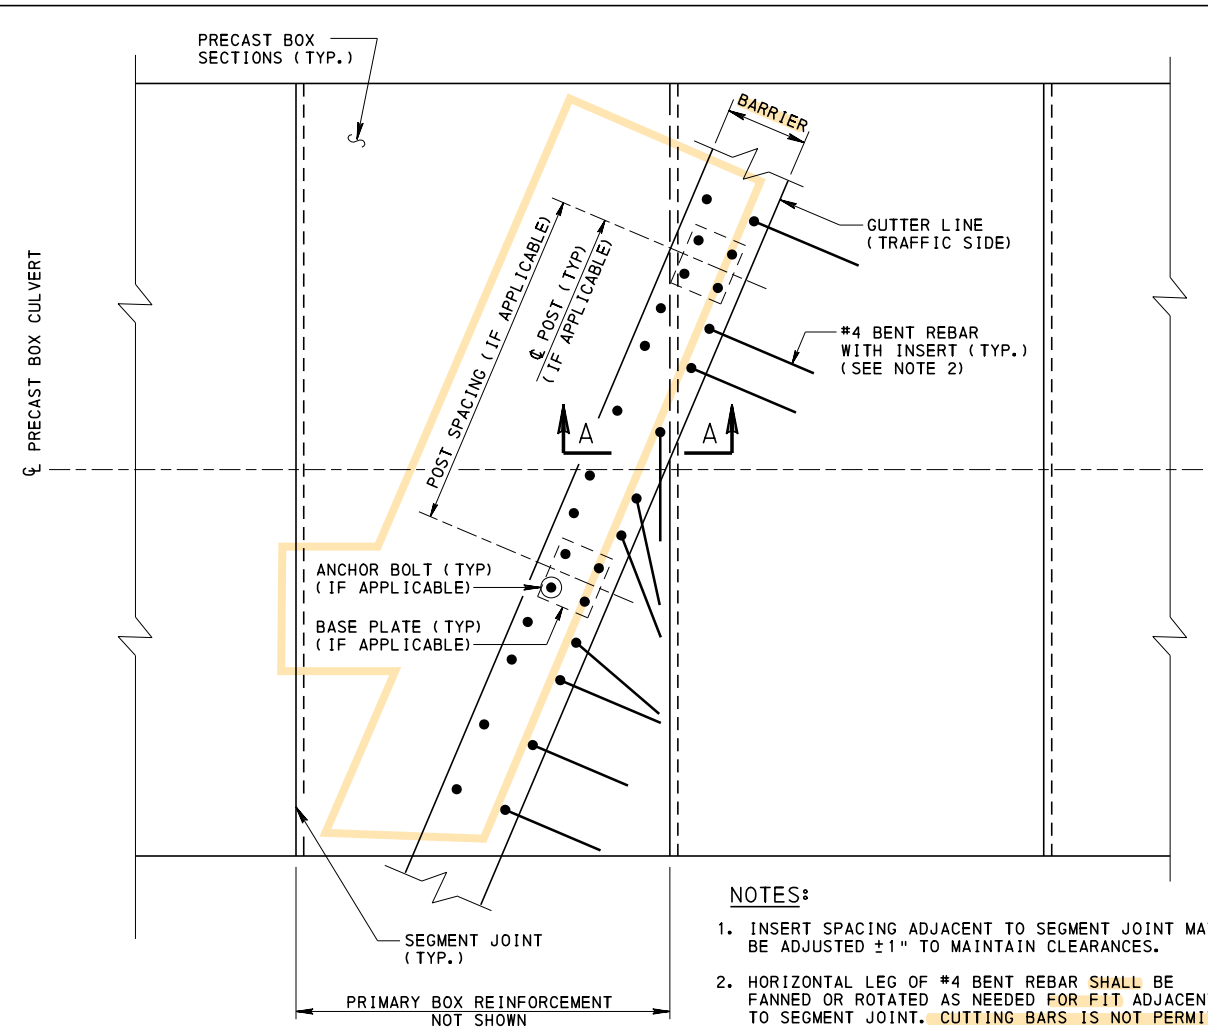 PRECAST BOX
SECTIONS (TYP.)
BARRIER
GUTTER LINE
(TRAFFIC SIDE)
POST SPACING (IF APPLICABLE)
℄ POST (TYP)
(IF APPLICABLE)
#4 BENT REBAR
WITH INSERT (TYP.)
(SEE NOTE 2)
℄ PRECAST BOX CULVERT
A
A
ANCHOR BOLT (TYP)
(IF APPLICABLE)
BASE PLATE (TYP)
(IF APPLICABLE)
SEGMENT JOINT
(TYP.)
PRIMARY BOX REINFORCEMENT
NOT SHOWN
NOTES:
1. INSERT SPACING ADJACENT TO SEGMENT JOINT MA
BE ADJUSTED ±1" TO MAINTAIN CLEARANCES.
2. HORIZONTAL LEG OF #4 BENT REBAR SHALL BE
FANNED OR ROTATED AS NEEDED FOR FIT ADJACEN
TO SEGMENT JOINT. CUTTING BARS IS NOT PERMI